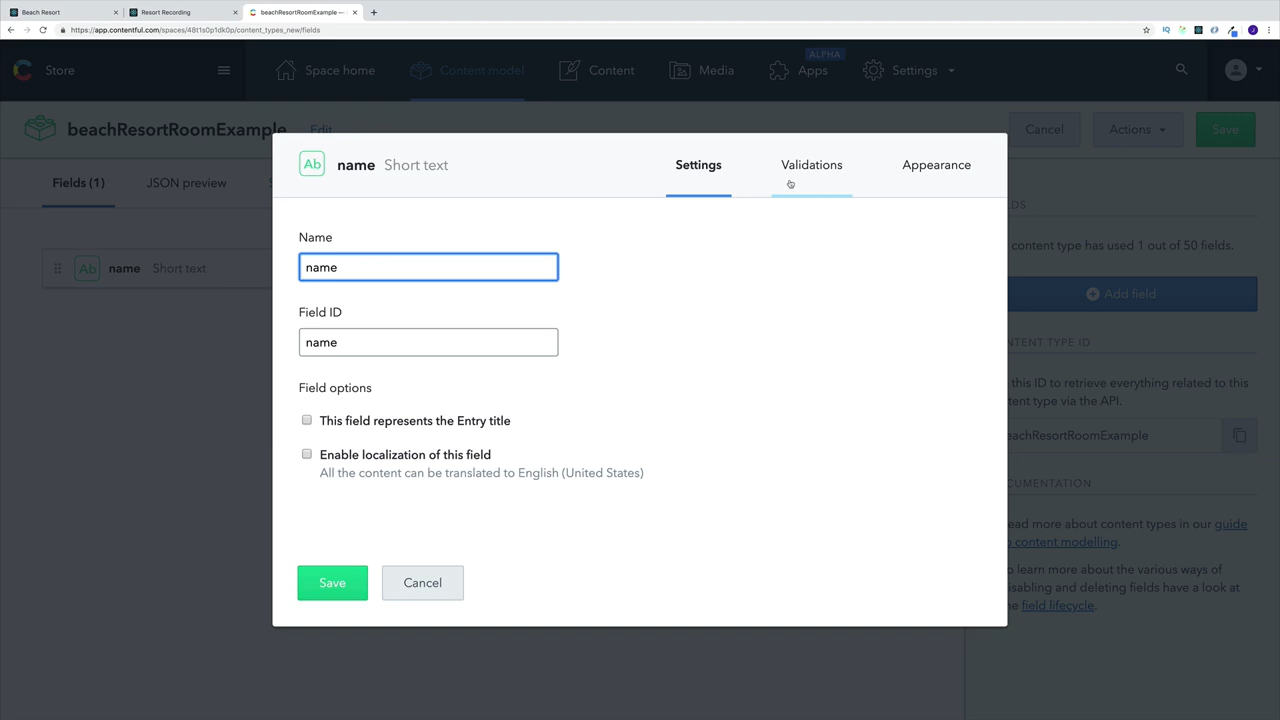 Beach Resort
Resort Recording
beachResortRoomExample —
https://app.contentful.com/spaces/48t1s0p1dk0p/content_types_new/fields
Store
Space home
Content model
Content
Media
ALPHA
Apps
Settings
beachResortRoomExample
Edit
Cancel
Actions
Save
Fields (1)
JSON preview
Ab name Short text
Settings
Validations
Appearance
Ab name Short text
Name
name
Field ID
name
Field options
This field represents the Entry title
Enable localization of this field
All the content can be translated to English (United States)
Save
Cancel
content type has used 1 out of 50 fields.
Add field
CONTENT TYPE ID
this ID to retrieve everything related to this
content type via the API.
beachResortRoomExample
DOCUMENTATION
ead more about content types in our guide
content modelling.
learn more about the various ways of
isabling and deleting fields have a look at
he field lifecycle.